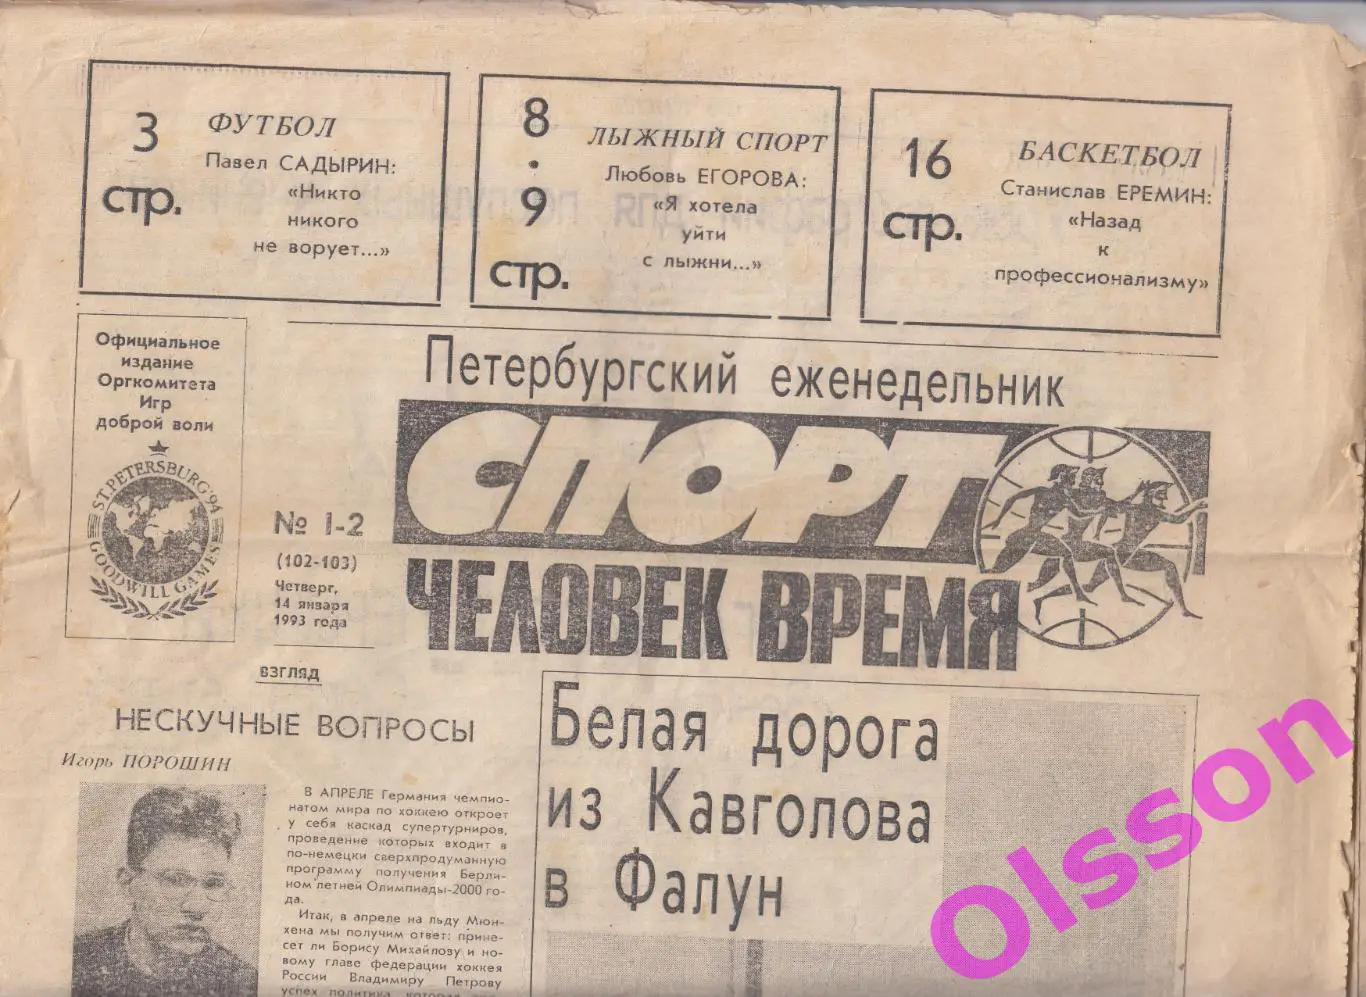 3
стр.
ФУТБОЛ
Павел САДЫРИН:
«Никто
никого
не ворует...»
8
•
9
стр.
ЛЫЖНЫЙ СПОРТ
Любовь ЕГОРОВА:
«Я хотела
уйти
с лыжни...»
16
стр.
БАСКЕТБОЛ
Станислав ЕРЕМИН:
«Назад
к
профессионализму»
Официальное
издание
Оргкомитета
Игр
доброй воли
ST. PETERSBURG '94
GOODWILL GAMES
№ 1-2
(102-103)
Четверг,
14 января
1993 года
Петербургский еженедельник
СПОРТ
ЧЕЛОВЕК ВРЕМЯ
ВЗГЛЯД
НЕСКУЧНЫЕ ВОПРОСЫ
Игорь ПОРОШИН
В АПРЕЛЕ Германия чемпио-
натом мира по хоккею откроет
у себя каскад супертурниров,
проведение которых входит в
по-немецки сверхпродуманную
программу получения Берли-
ном летней Олимпиады-2000 го-
да.
Итак, в апреле на льду Мюн-
хена мы получим ответ: прине-
сет ли Борису Михайлову и но-
вому главе федерации хоккея
России Владимиру Петрову
успех политика, которая
Белая дорога
из Кавголова
в Фалун
Olsson